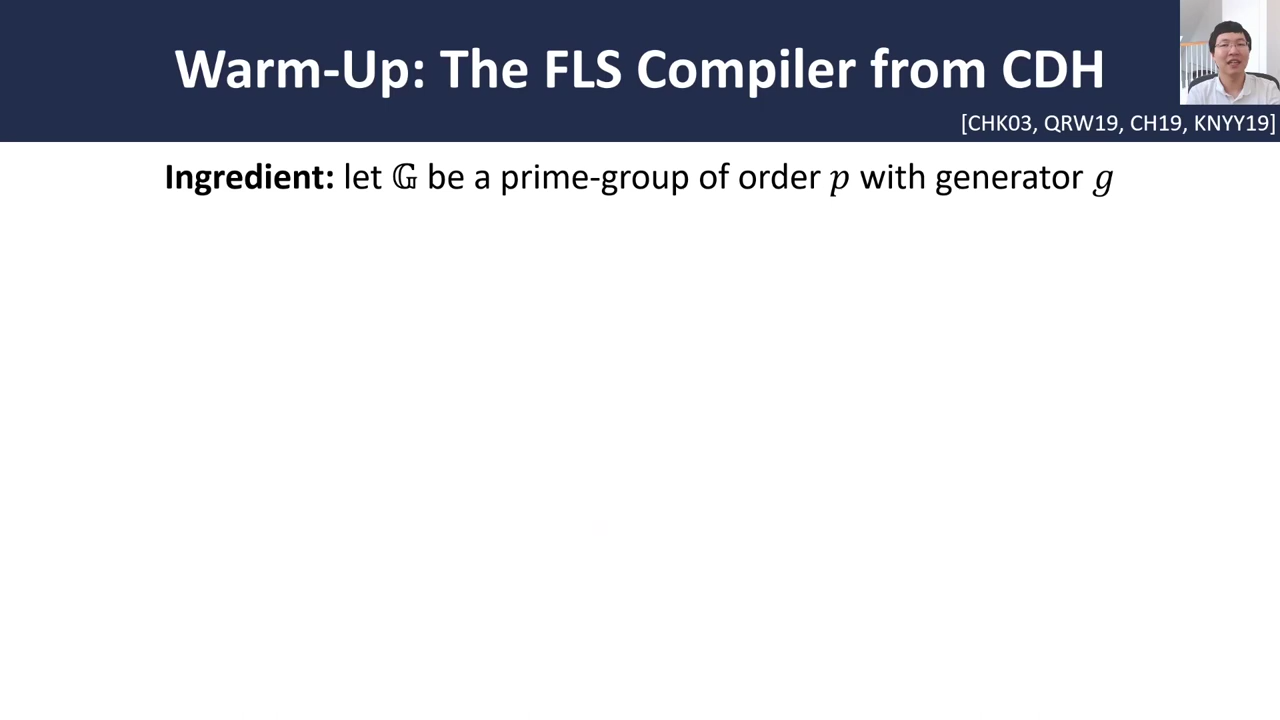 Warm-Up: The FLS Compiler from CDH
[CHK03, QRW19, CH19, KNYY19]
Ingredient: let 𝔾 be a prime-group of order 𝑝 with generator 𝑔